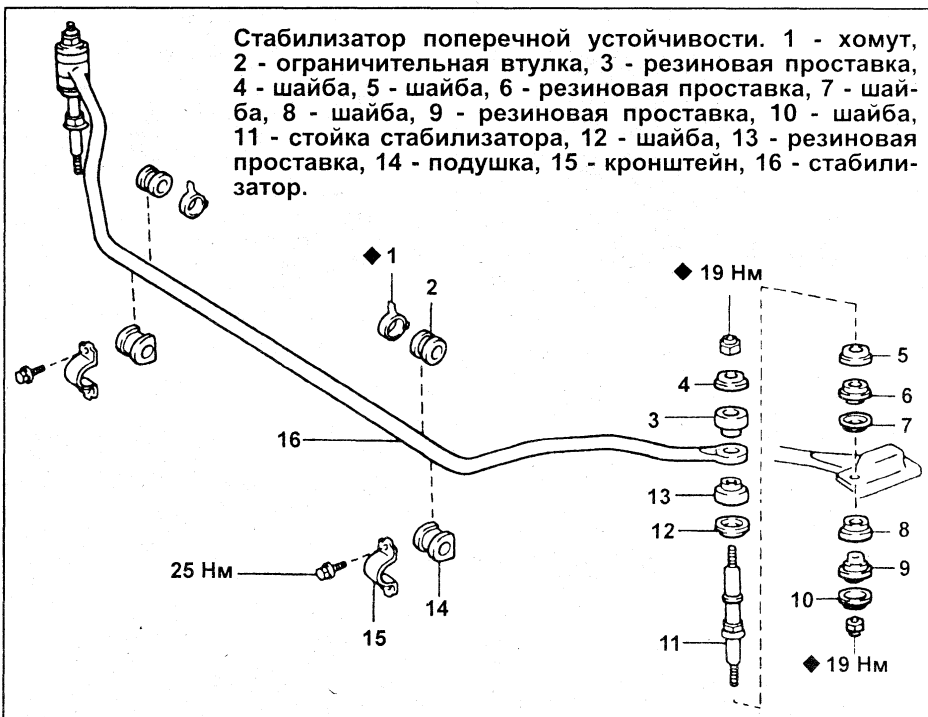 Стабилизатор поперечной устойчивости. 1 - хомут,
2 - ограничительная втулка, 3 - резиновая проставка,
4 - шайба, 5 - шайба, 6 - резиновая проставка, 7 - шай-
ба, 8 - шайба, 9 - резиновая проставка, 10 - шайба,
11 - стойка стабилизатора, 12 - шайба, 13 - резиновая
проставка, 14 - подушка, 15 - кронштейн, 16 - стабили-
затор.
◆ 1
◆ 19 Нм
2
5
4
6
3
7
16
13
12
8
25 Нм
9
14
10
15
11
◆ 19 Нм